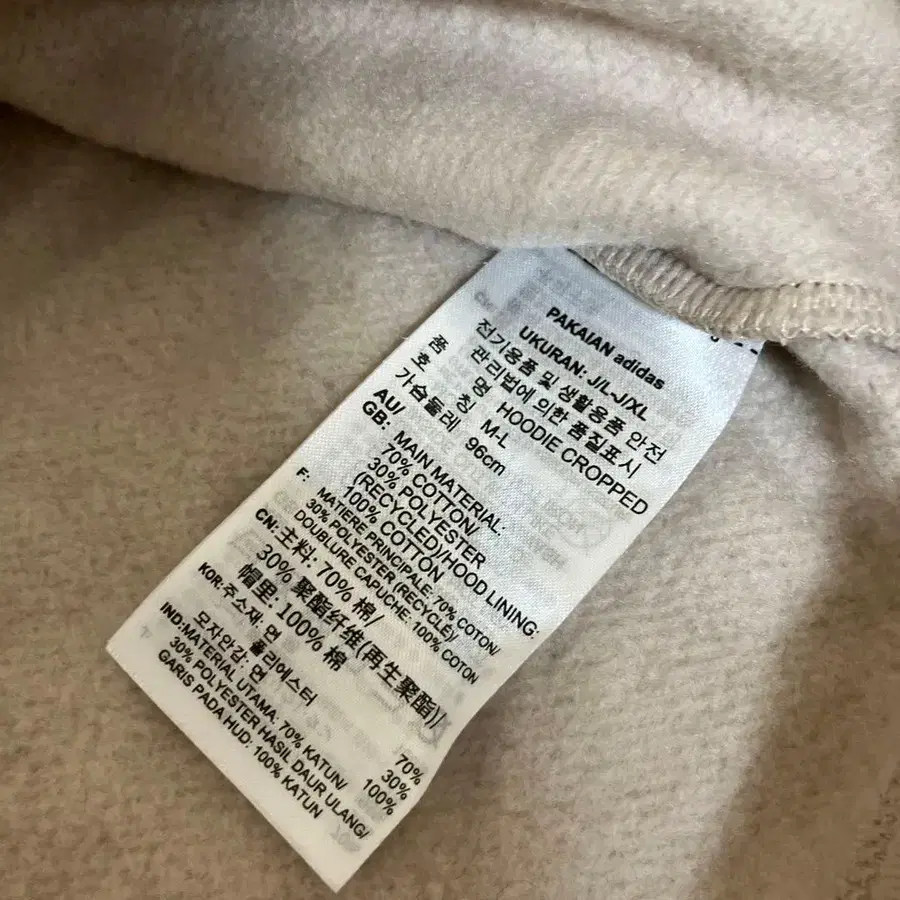 PAKAIAN adidas
UKURAN: J/L-J/XL
전기용품 및 생활용품 안전
관리법에 의한 품질표시
품 명 HOODIE CROPPED
호 칭 M-L
가슴둘레 96cm
AU/
GB: MAIN MATERIAL:
70% COTTON/
30% POLYESTER
(RECYCLED)/HOOD LINING:
100% COTTON
F: MATIERE PRINCIPALE: 70% COTON/
30% POLYESTER (RECYCLÉ)/
DOUBLURE CAPUCHE: 100% COTON
CN: 主料: 70% 棉/
30% 聚酯纤维(再生聚酯)/
帽里: 100% 棉
KOR: 주소재: 면 70%
폴리에스터 30%
모자안감: 면 100%
IND: MATERIAL UTAMA: 70% KATUN/
30% POLYESTER HASIL DAUR ULANG/
GARIS PADA HUD: 100% KATUN